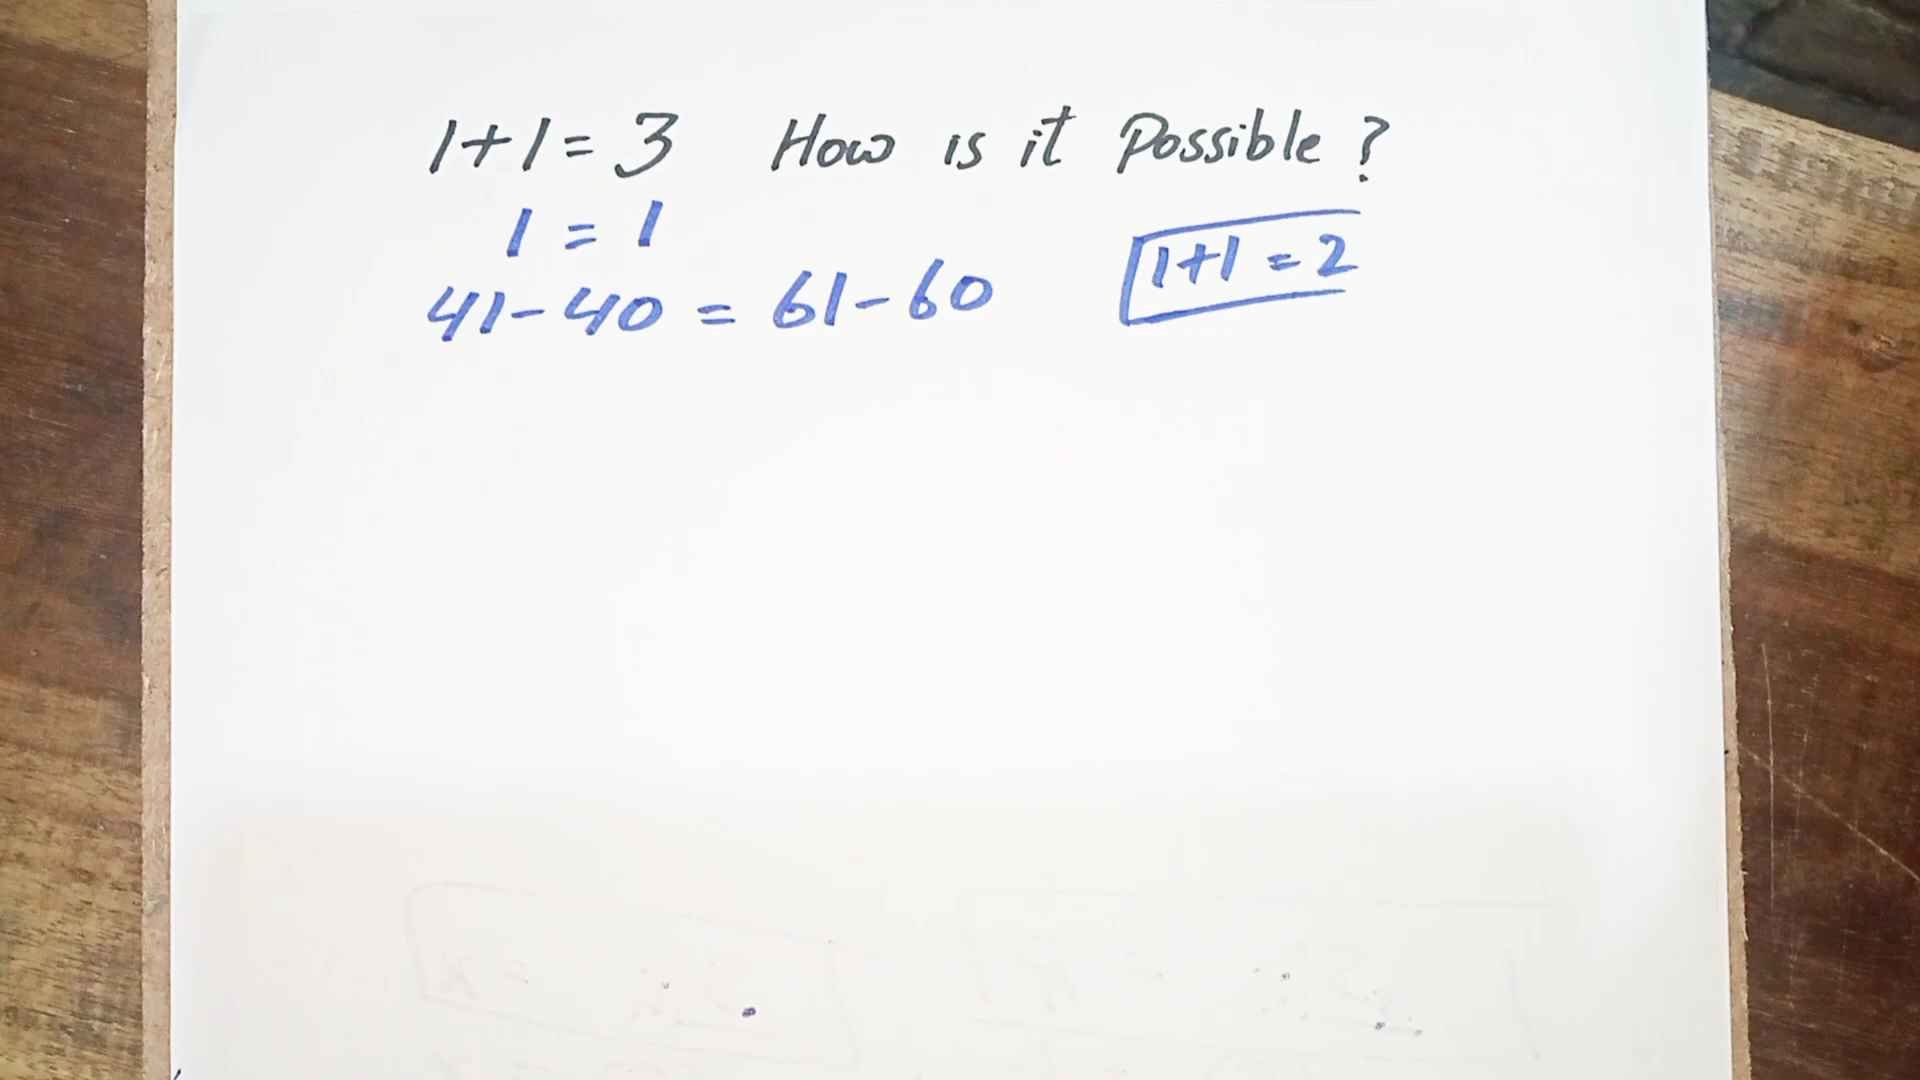 1+1=3 How is it Possible?
1 = 1
1+1=2
41-40 = 61-60